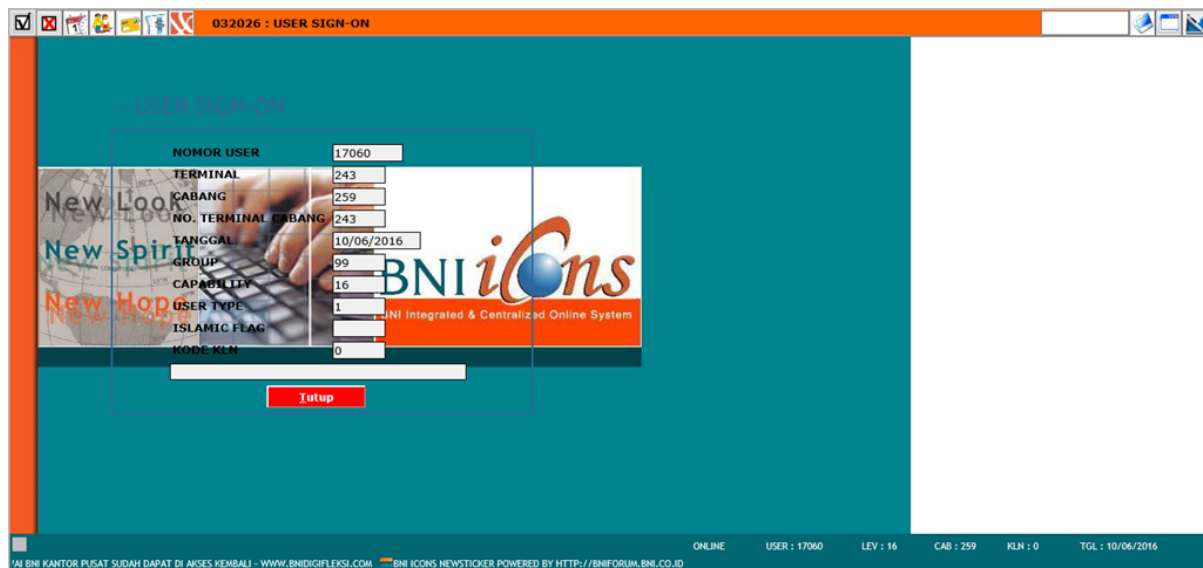 032026 : USER SIGN-ON
- USER SIGN-ON
NOMOR USER 17060
TERMINAL 243
CABANG 259
NO. TERMINAL CABANG 243
TANGGAL 10/06/2016
GROUP 99
CAPABILITY 16
USER TYPE 1
ISLAMIC FLAG
KODE KLN 0
Tutup
New Look
New Spirit
New Hope
BNI icons
BNI Integrated & Centralized Online System
ONLINE USER : 17060 LEV : 16 CAB : 259 KLN : 0 TGL : 10/06/2016
BNI KANTOR PUSAT SUDAH DAPAT DI AKSES KEMBALI - WWW.BNIDIGIFLEKSI.COM BNI ICONS NEWSTICKER POWERED BY HTTP://BNIFORUM.BNI.CO.ID